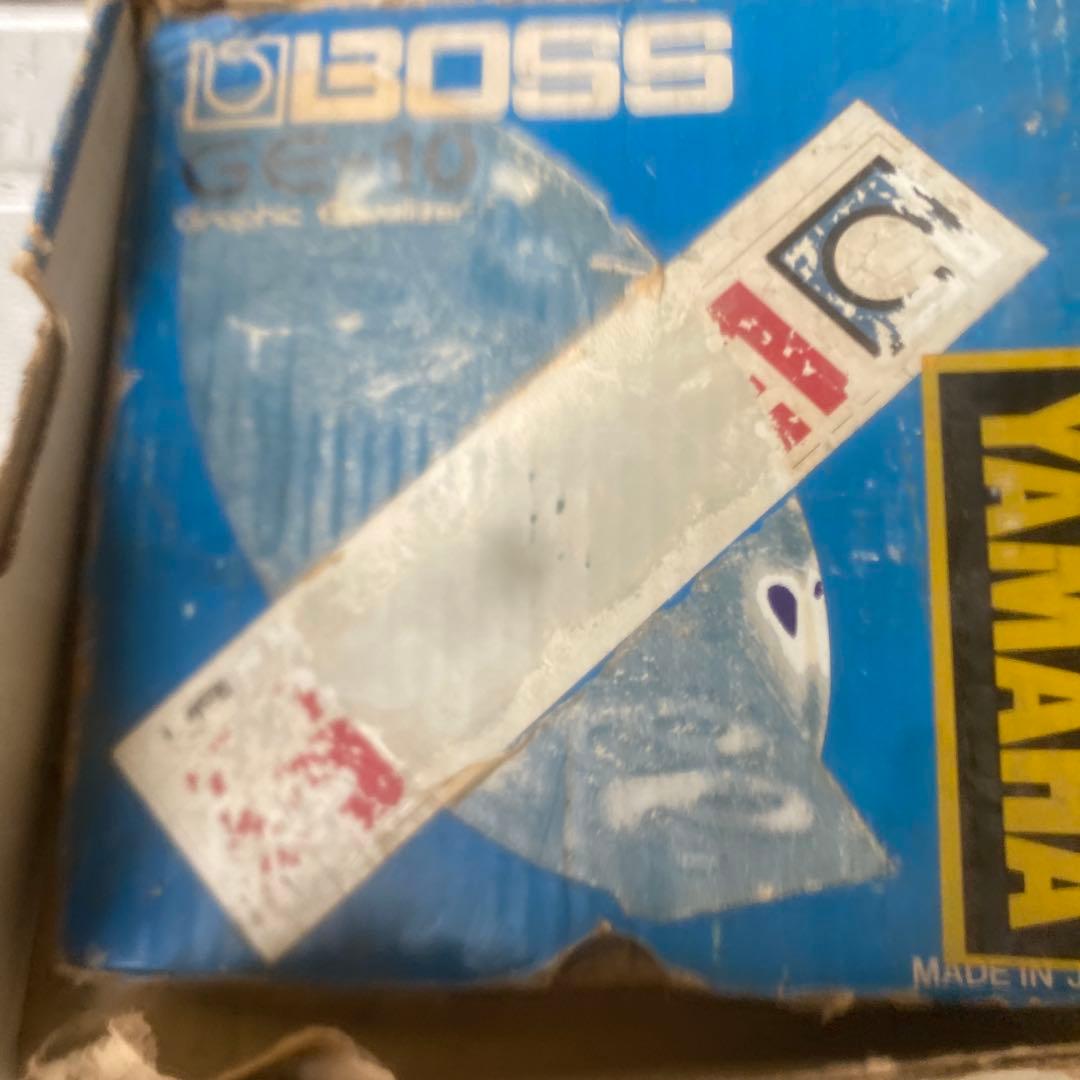 BOSS
GE-10
Graphic Equalizer
YAMAHA
MADE IN J